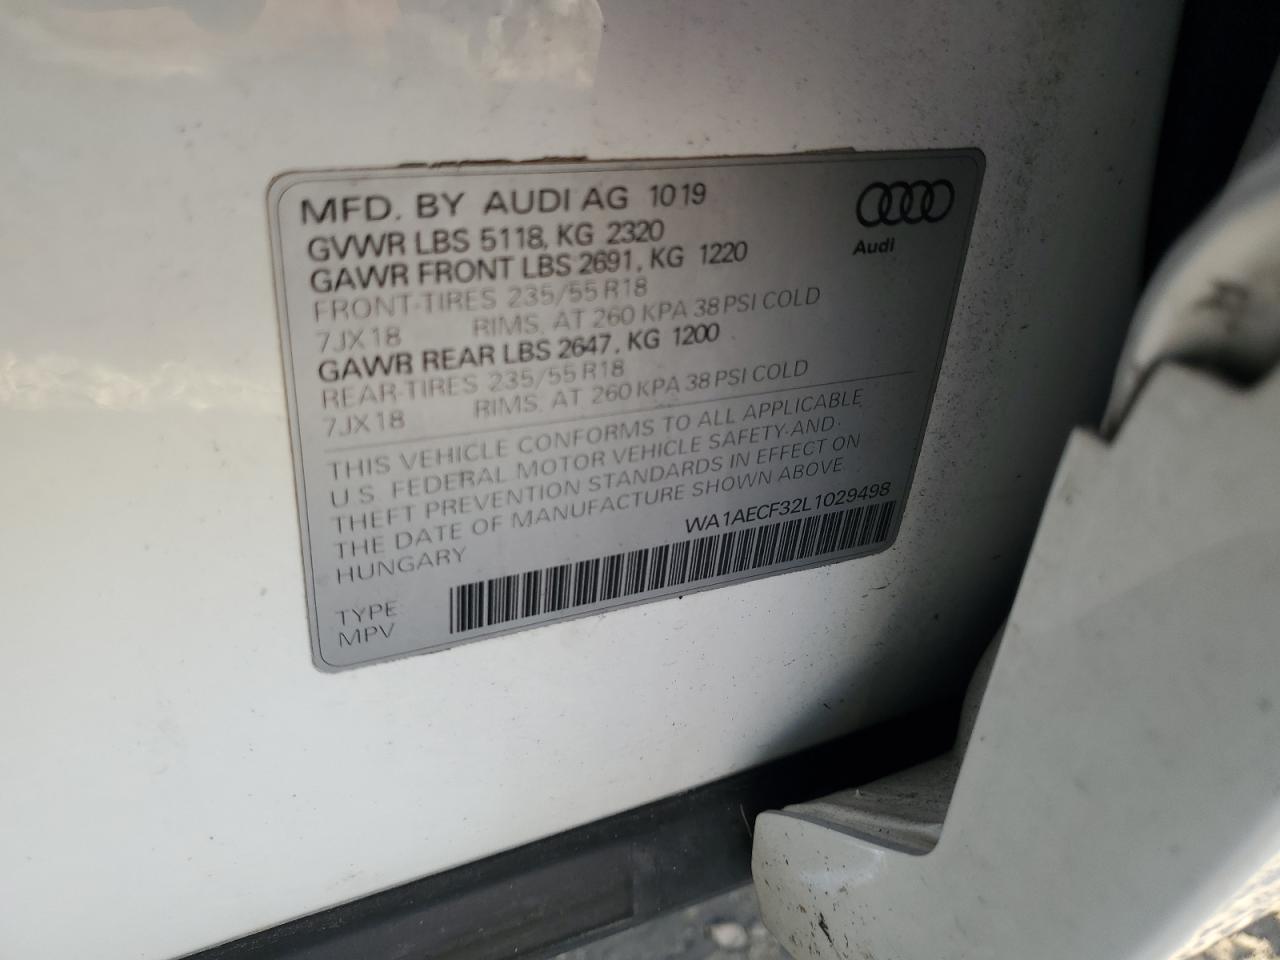 MFD. BY AUDI AG 1019
Audi
GVWR LBS 5118, KG 2320
GAWR FRONT LBS 2691, KG 1220
FRONT-TIRES 235/55 R18
7JX18 RIMS, AT 260 KPA 38 PSI COLD
GAWR REAR LBS 2647, KG 1200
REAR-TIRES 235/55 R18
7JX18 RIMS, AT 260 KPA 38 PSI COLD
THIS VEHICLE CONFORMS TO ALL APPLICABLE
U.S. FEDERAL MOTOR VEHICLE SAFETY-AND-
THEFT PREVENTION STANDARDS IN EFFECT ON
THE DATE OF MANUFACTURE SHOWN ABOVE
HUNGARY WA1AECF32L1029498
TYPE
MPV